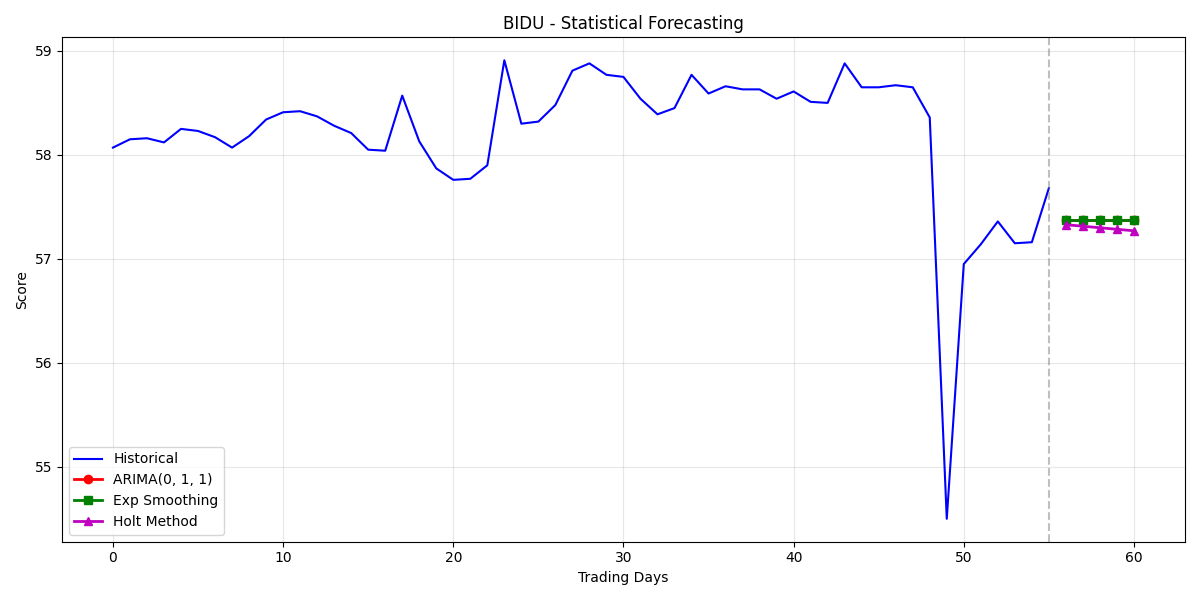 BIDU - Statistical Forecasting
Score
59
58
57
56
55
Historical
ARIMA(0, 1, 1)
Exp Smoothing
Holt Method
0 10 20 30 40 50 60
Trading Days